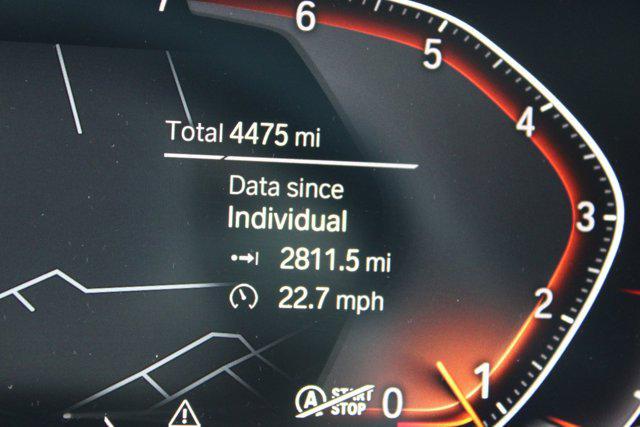 7
6
5
4
3
2
1
0
Total 4475 mi
Data since
Individual
2811.5 mi
22.7 mph
A START
STOP